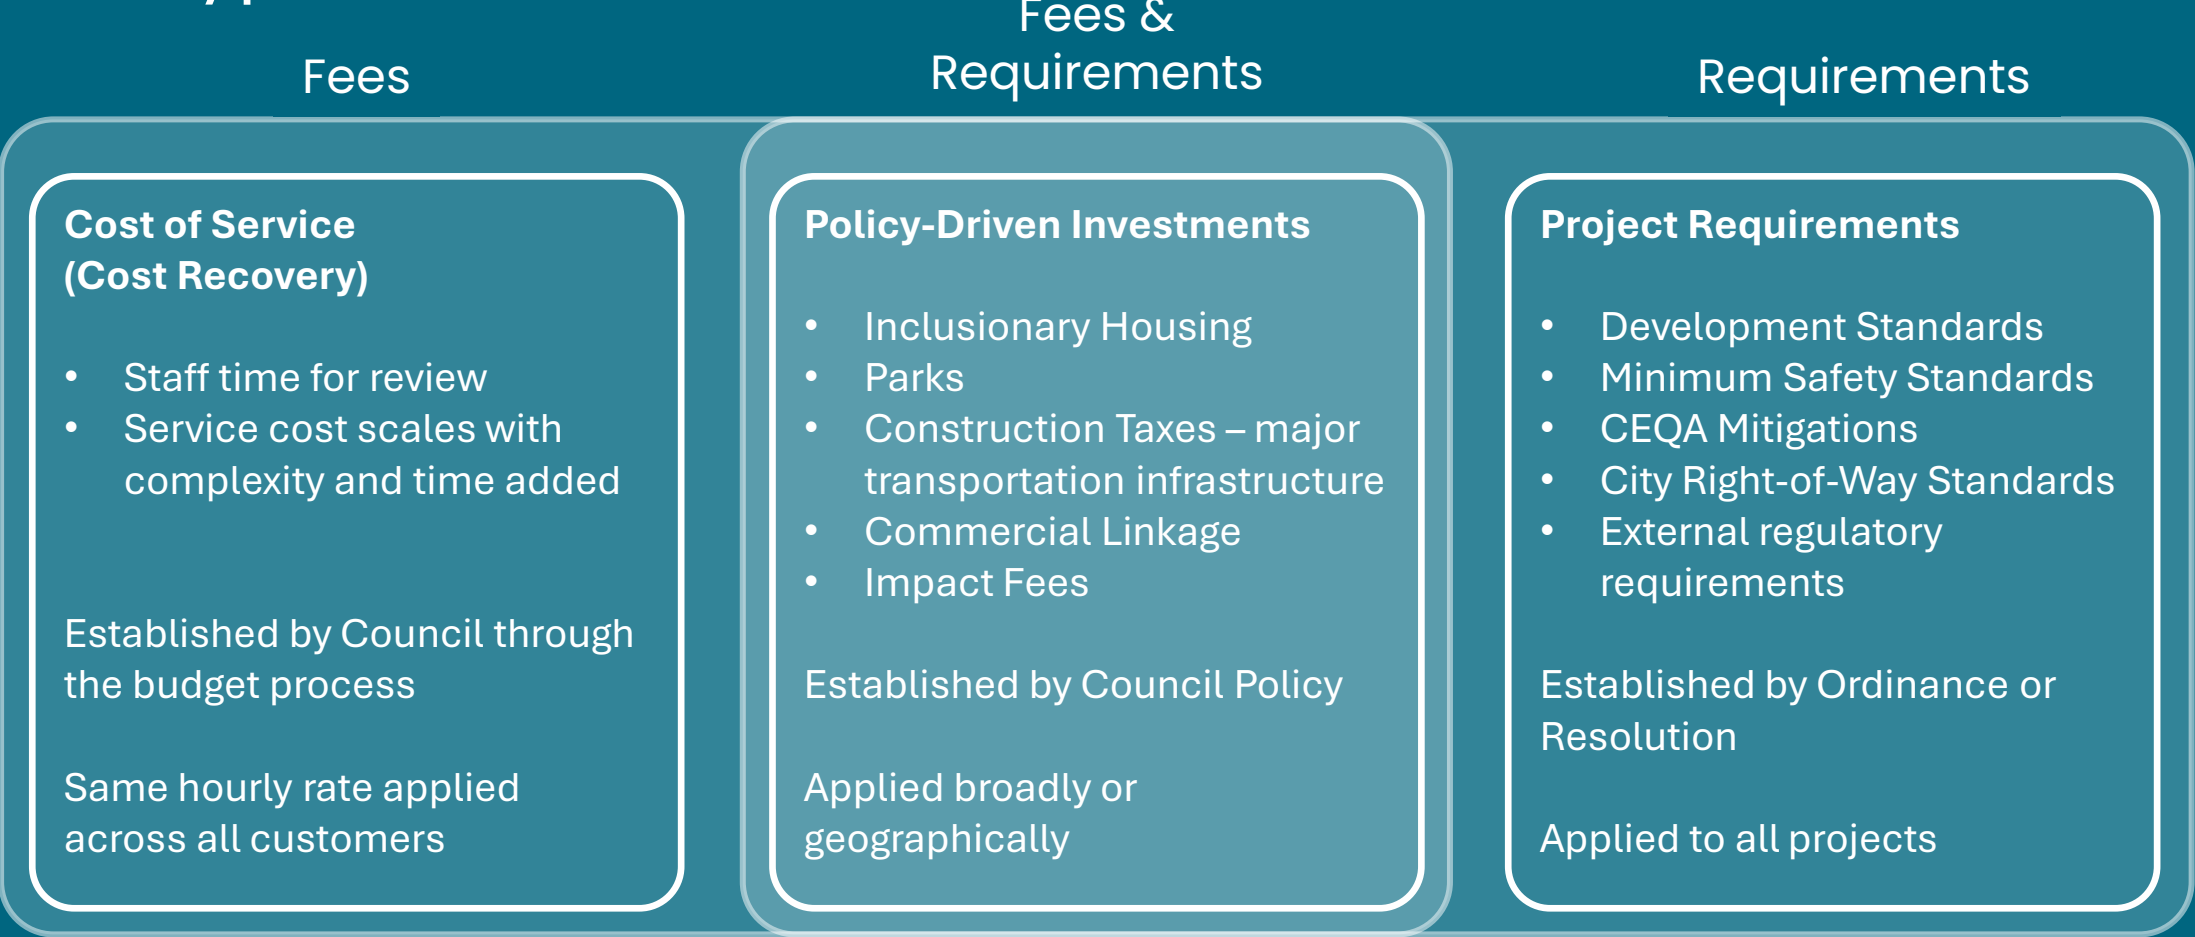 Fees
Fees &
Requirements
Requirements
Cost of Service
(Cost Recovery)
• Staff time for review
• Service cost scales with
complexity and time added
Established by Council through
the budget process
Same hourly rate applied
across all customers
Policy-Driven Investments
• Inclusionary Housing
• Parks
• Construction Taxes – major
transportation infrastructure
• Commercial Linkage
• Impact Fees
Established by Council Policy
Applied broadly or
geographically
Project Requirements
• Development Standards
• Minimum Safety Standards
• CEQA Mitigations
• City Right-of-Way Standards
• External regulatory
requirements
Established by Ordinance or
Resolution
Applied to all projects